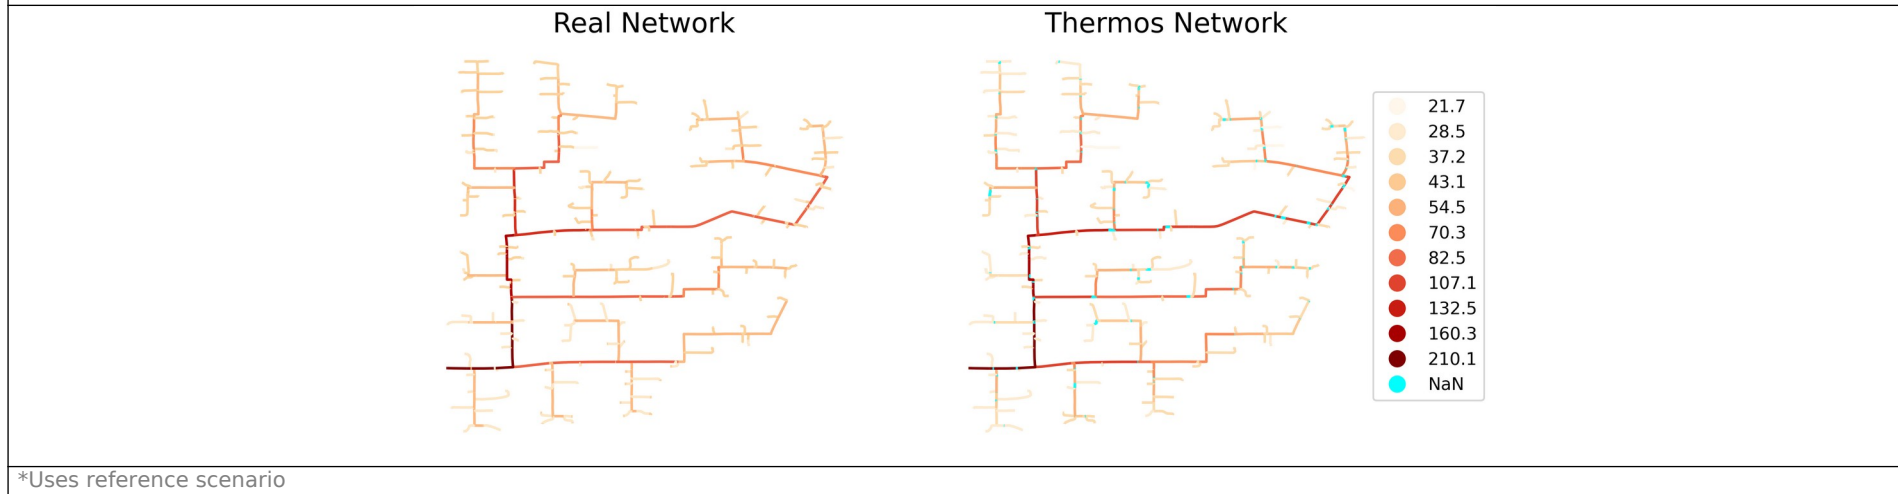 Real Network
Thermos Network
21.7
28.5
37.2
43.1
54.5
70.3
82.5
107.1
132.5
160.3
210.1
NaN
*Uses reference scenario